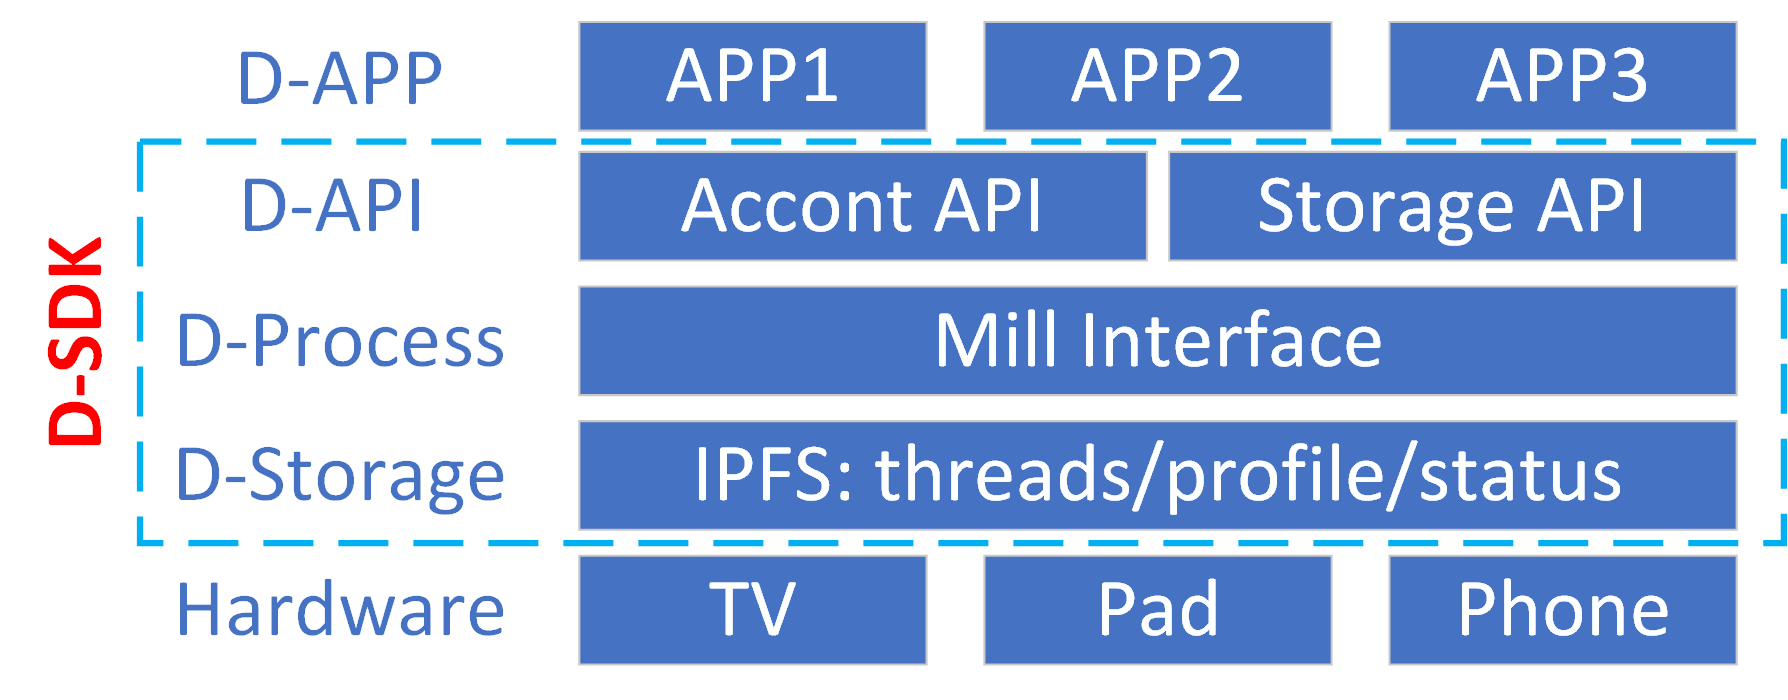 D-APP APP1 APP2 APP3
D-API Accont API Storage API
D-SDK
D-Process Mill Interface
D-Storage IPFS: threads/profile/status
Hardware TV Pad Phone